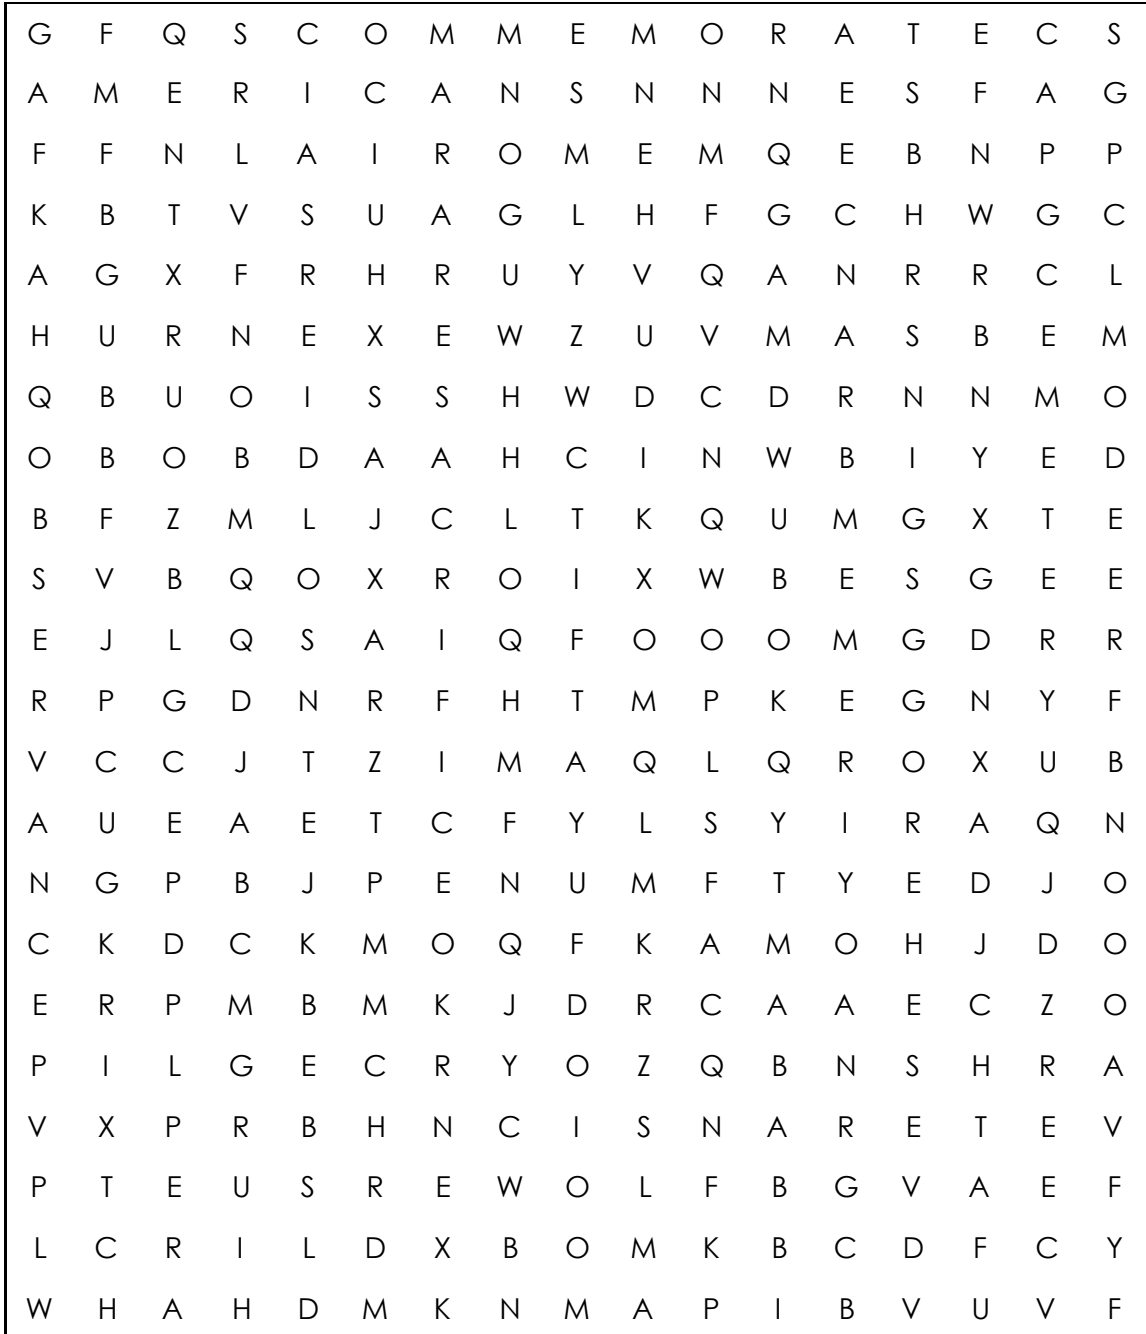 G F Q S C O M M E M O R A T E C S
A M E R I C A N S N N N E S F A G
F F N L A I R O M E M Q E B N P P
K B T V S U A G L H F G C H W G C
A G X F R H R U Y V Q A N R R C L
H U R N E X E W Z U V M A S B E M
Q B U O I S S H W D C D R N N M O
O B O B D A A H C I N W B I Y E D
B F Z M L J C L T K Q U M G X T E
S V B Q O X R O I X W B E S G E E
E J L Q S A I Q F O O O M G D R R
R P G D N R F H T M P K E G N Y F
V C C J T Z I M A Q L Q R O X U B
A U E A E T C F Y L S Y I R A Q N
N G P B J P E N U M F T Y E D J O
C K D C K M O Q F K A M O H J D O
E R P M B M K J D R C A A E C Z O
P I L G E C R Y O Z Q B N S H R A
V X P R B H N C I S N A R E T E V
P T E U S R E W O L F B G V A E F
L C R I L D X B O M K B C D F C Y
W H A H D M K N M A P I B V U V F